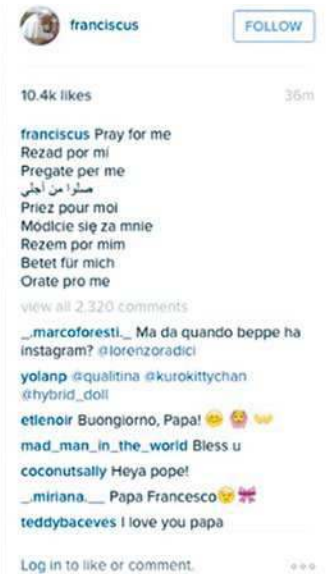 franciscus
FOLLOW
10.4k likes
36m
franciscus Pray for me
Rezad por mí
Pregate per me
صلوا من أجلي
Priez pour moi
Módlcie się za mnie
Rezem por mim
Betet für mich
Orate pro me
view all 2,320 comments
_.marcoforesti._ Ma da quando beppe ha
instagram? @lorenzoradici
yolanp @qualitina @kurokittychan
@hybrid_doll
etlenoir Buongiorno, Papa! 😊 👸 👐
mad_man_in_the_world Bless u
coconutsally Heya pope!
_.miriana.__ Papa Francesco😉🎀
teddybaceves I love you papa
Log in to like or comment.